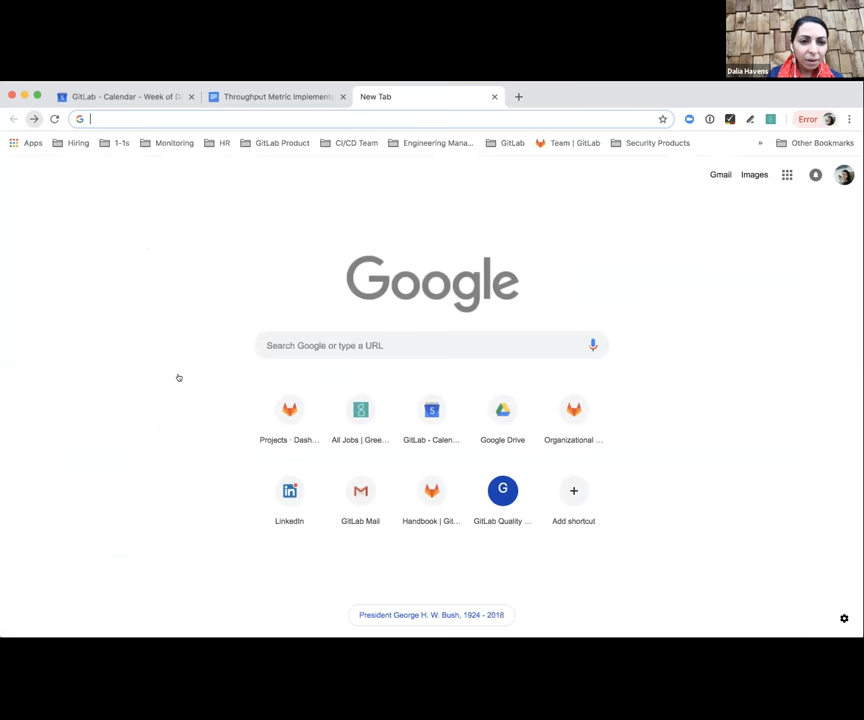 Dalia Havens
GitLab - Calendar - Week of D
Throughput Metric Implement
New Tab
Error
Apps
Hiring
1-1s
Monitoring
HR
GitLab Product
CI/CD Team
Engineering Mana...
GitLab
Team | GitLab
Security Products
»
Other Bookmarks
Gmail
Images
Google
Search Google or type a URL
Projects · Dash...
All Jobs | Gree...
GitLab - Calen...
Google Drive
Organizational ...
LinkedIn
GitLab Mail
Handbook | Git...
GitLab Quality ...
Add shortcut
President George H. W. Bush, 1924 - 2018